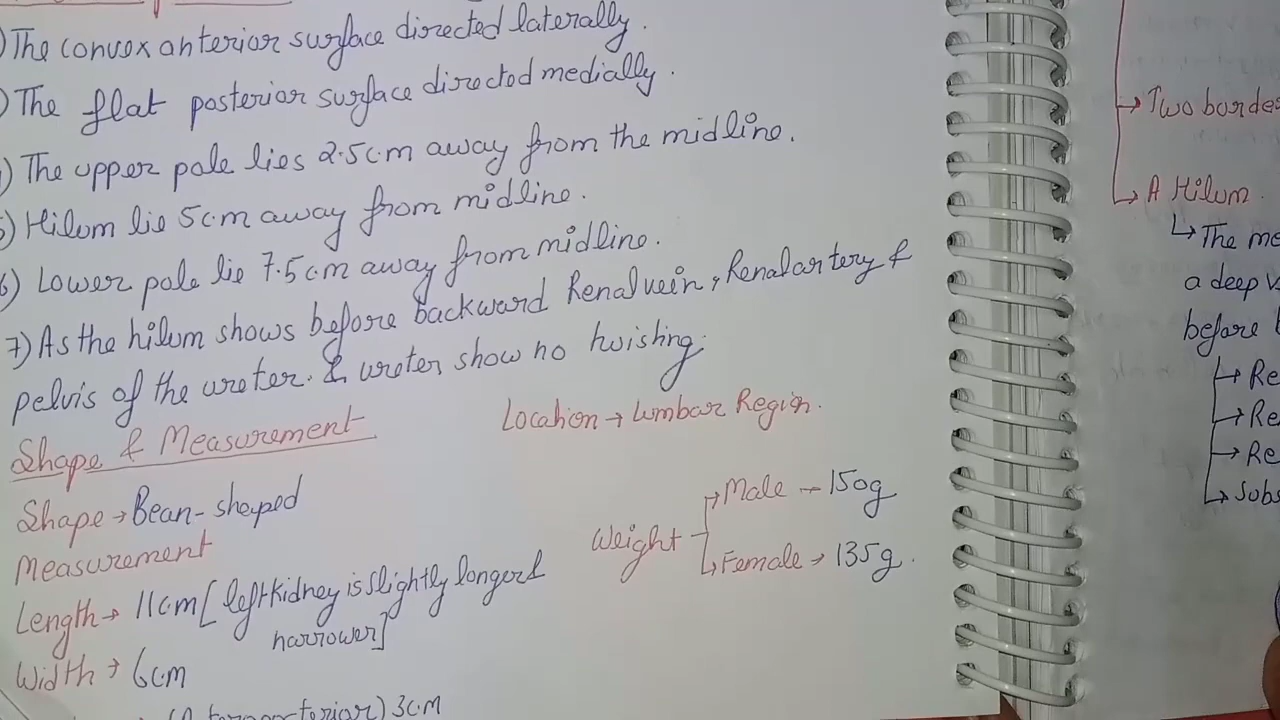 )The convex anterior surface directed laterally.
)The flat posterior surface directed medially.
) The upper pole lies 2.5cm away from the midline.
5) Hilum lie 5cm away from midline.
6) Lower pole lie 7.5cm away from midline.
7) As the hilum shows before backward Renal vein, Renal artery &
pelvis of the ureter. & ureter show no twisting.
Shape & Measurement
Location → Lumbar Region.
Shape → Bean-shaped
Measurement
Weight
→ Male → 150g
→ Female → 135g.
Length → 11cm [left kidney is slightly longer &
narrower]
Width → 6cm
3cm
→ Two borde
→ A Hilum.
↳ The me
a deep v
before
→ Re
→ Re
→ Re
→ Subs